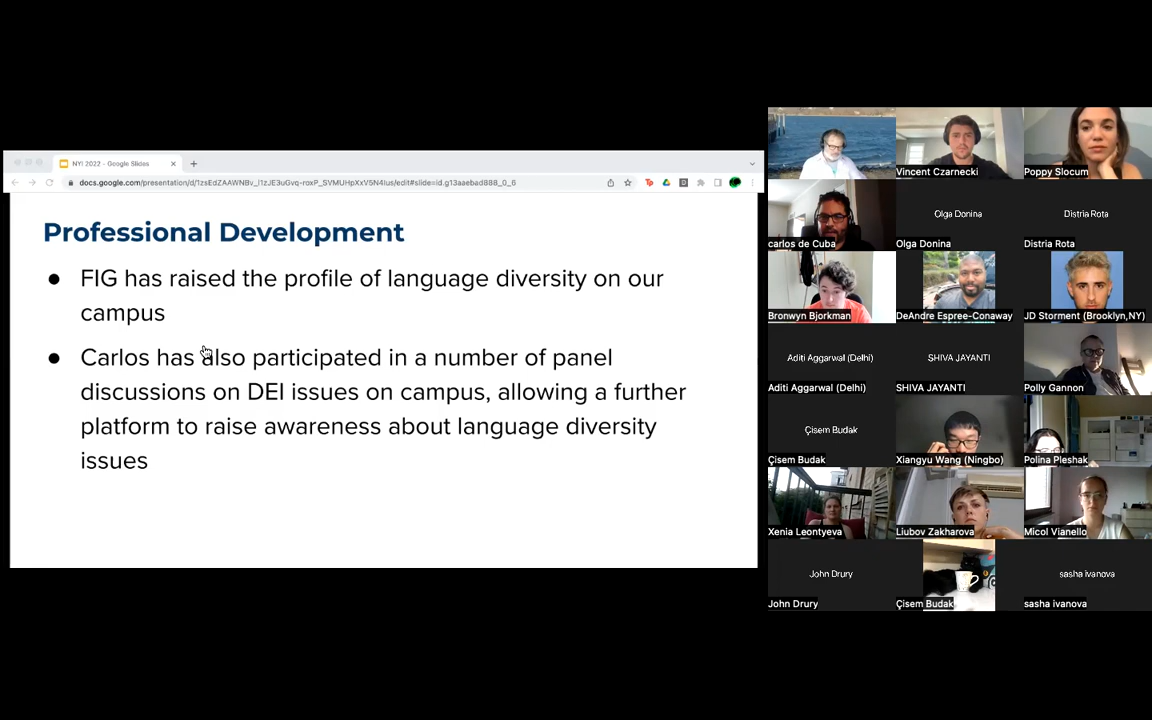 NYI 2022 - Google Slides
docs.google.com/presentation/d/1zsEdZAAWNBv_l1zJE3uGvq-roxP_SVMUHpXxV5N4Ius/edit#slide=id.g13aaebad888_0_6
Professional Development
● FIG has raised the profile of language diversity on our
campus
● Carlos has also participated in a number of panel
discussions on DEI issues on campus, allowing a further
platform to raise awareness about language diversity
issues
Vincent Czarnecki
Poppy Slocum
carlos de Cuba
Olga Donina
Olga Donina
Distria Rota
Distria Rota
Bronwyn Bjorkman
DeAndre Espree-Conaway
JD Storment (Brooklyn,NY)
Aditi Aggarwal (Delhi)
Aditi Aggarwal (Delhi)
SHIVA JAYANTI
SHIVA JAYANTI
Polly Gannon
Çisem Budak
Çisem Budak
Xiangyu Wang (Ningbo)
Polina Pleshak
Xenia Leontyeva
Liubov Zakharova
Micol Vianello
John Drury
John Drury
Çisem Budak
sasha ivanova
sasha ivanova